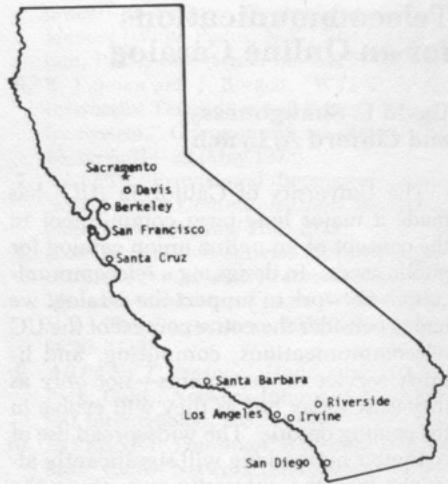 Sacramento
Davis
Berkeley
San Francisco
Santa Cruz
Santa Barbara
Riverside
Los Angeles
Irvine
San Diego